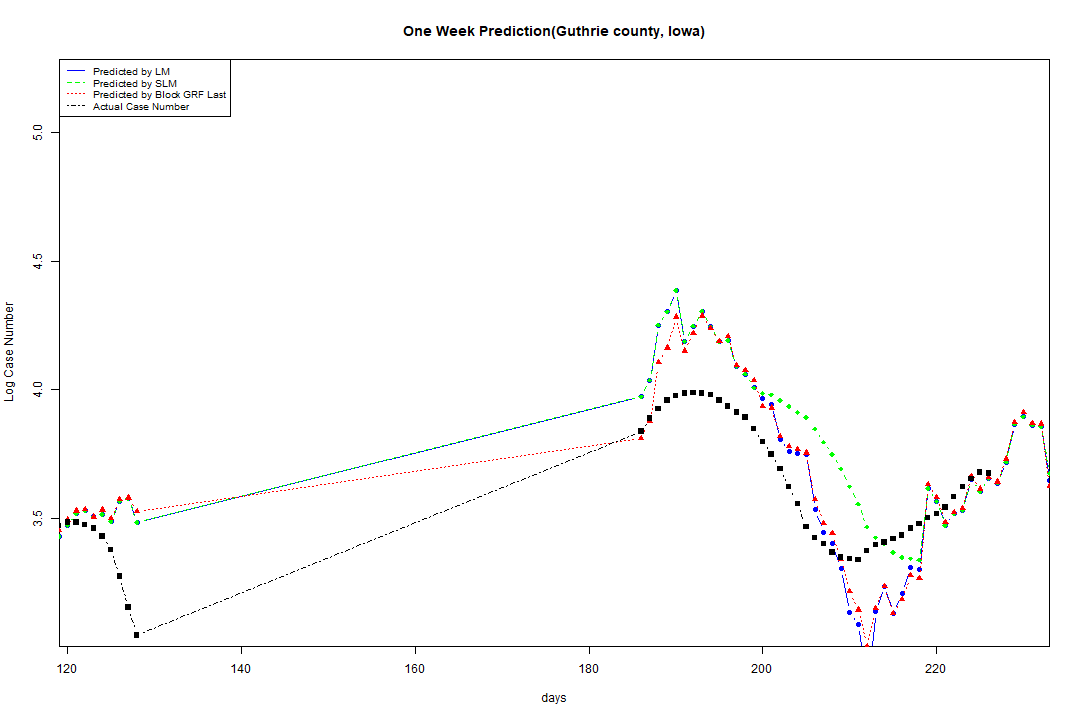 One Week Prediction(Guthrie county, Iowa)
Predicted by LM
Predicted by SLM
Predicted by Block GRF Last
Actual Case Number
Log Case Number
5.0
4.5
4.0
3.5
120 140 160 180 200 220
days